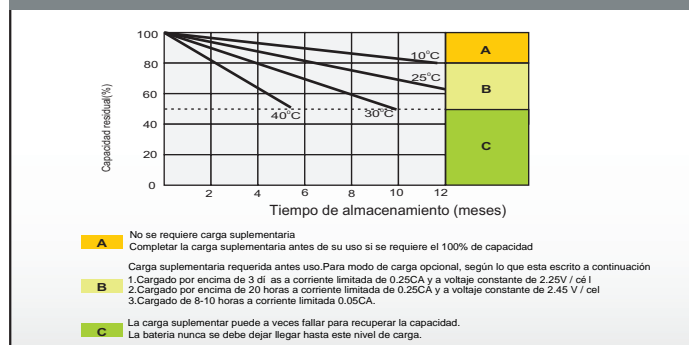 100
80
60
40
20
0
Capacidad residual(%)
10°C
25°C
30°C
40°C
A
B
C
2 4 6 8 10 12
Tiempo de almacenamiento (meses)
A
No se requiere carga suplementaria
Completar la carga suplementaria antes de su uso si se requiere el 100% de capacidad
B
Carga suplementaria requerida antes uso.Para modo de carga opcional, según lo que esta escrito a continuación
1.Cargado por encima de 3 dí as a corriente limitada de 0.25CA y a voltaje constante de 2.25V / cé l
2.Cargado por encima de 20 horas a corriente limitada de 0.25CA y a voltaje constante de 2.45 V / cel
3.Cargado de 8-10 horas a corriente limitada 0.05CA.
C
La carga suplementar puede a veces fallar para recuperar la capacidad.
La bateria nunca se debe dejar llegar hasta este nivel de carga.